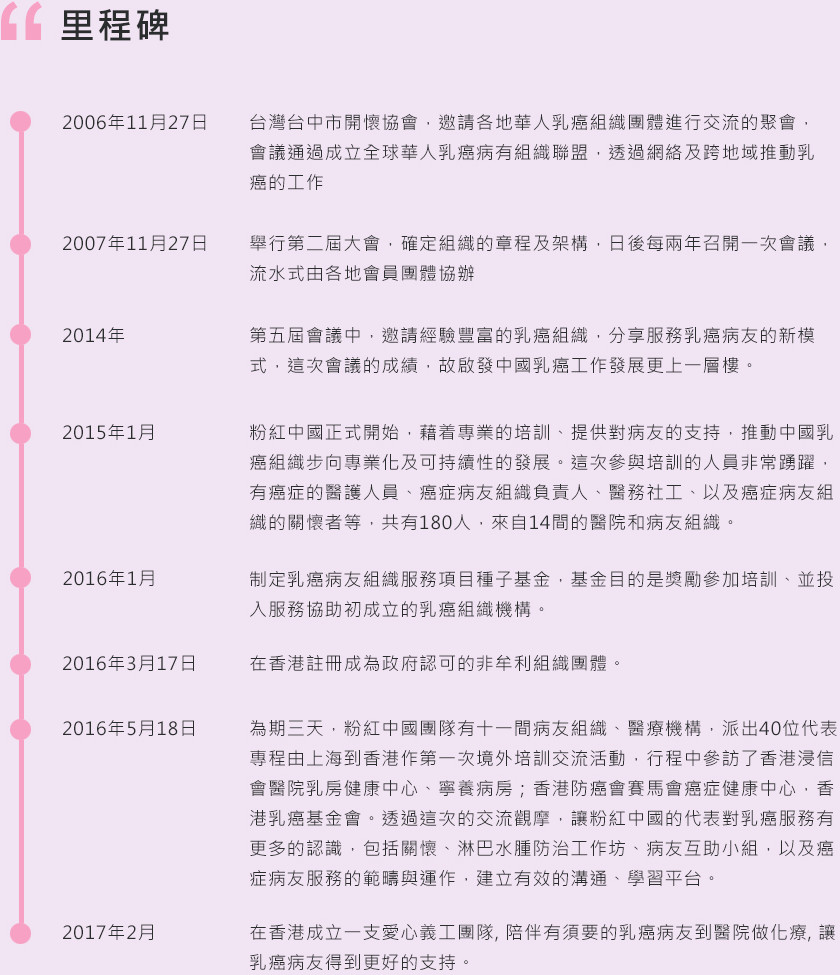 里程碑
2006年11月27日
台灣台中市開懷協會，邀請各地華人乳癌組織團體進行交流的聚會，
會議通過成立全球華人乳癌病有組織聯盟，透過網絡及跨地域推動乳
癌的工作
2007年11月27日
舉行第二屆大會，確定組織的章程及架構，日後每兩年召開一次會議，
流水式由各地會員團體協辦
2014年
第五屆會議中，邀請經驗豐富的乳癌組織，分享服務乳癌病友的新模
式，這次會議的成績，故啟發中國乳癌工作發展更上一層樓。
2015年1月
粉紅中國正式開始，藉着專業的培訓、提供對病友的支持，推動中國乳
癌組織步向專業化及可持續性的發展。這次參與培訓的人員非常踴躍，
有癌症的醫護人員、癌症病友組織負責人、醫務社工、以及癌症病友組
織的關懷者等，共有180人，來自14間的醫院和病友組織。
2016年1月
制定乳癌病友組織服務項目種子基金，基金目的是獎勵參加培訓、並投
入服務協助初成立的乳癌組織機構。
2016年3月17日
在香港註冊成為政府認可的非牟利組織團體。
2016年5月18日
為期三天，粉紅中國團隊有十一間病友組織、醫療機構，派出40位代表
專程由上海到香港作第一次境外培訓交流活動，行程中參訪了香港浸信
會醫院乳房健康中心、寧養病房；香港防癌會賽馬會癌症健康中心，香
港乳癌基金會。透過這次的交流觀摩，讓粉紅中國的代表對乳癌服務有
更多的認識，包括關懷、淋巴水腫防治工作坊、病友互助小組，以及癌
症病友服務的範疇與運作，建立有效的溝通、學習平台。
2017年2月
在香港成立一支愛心義工團隊, 陪伴有須要的乳癌病友到醫院做化療, 讓
乳癌病友得到更好的支持。